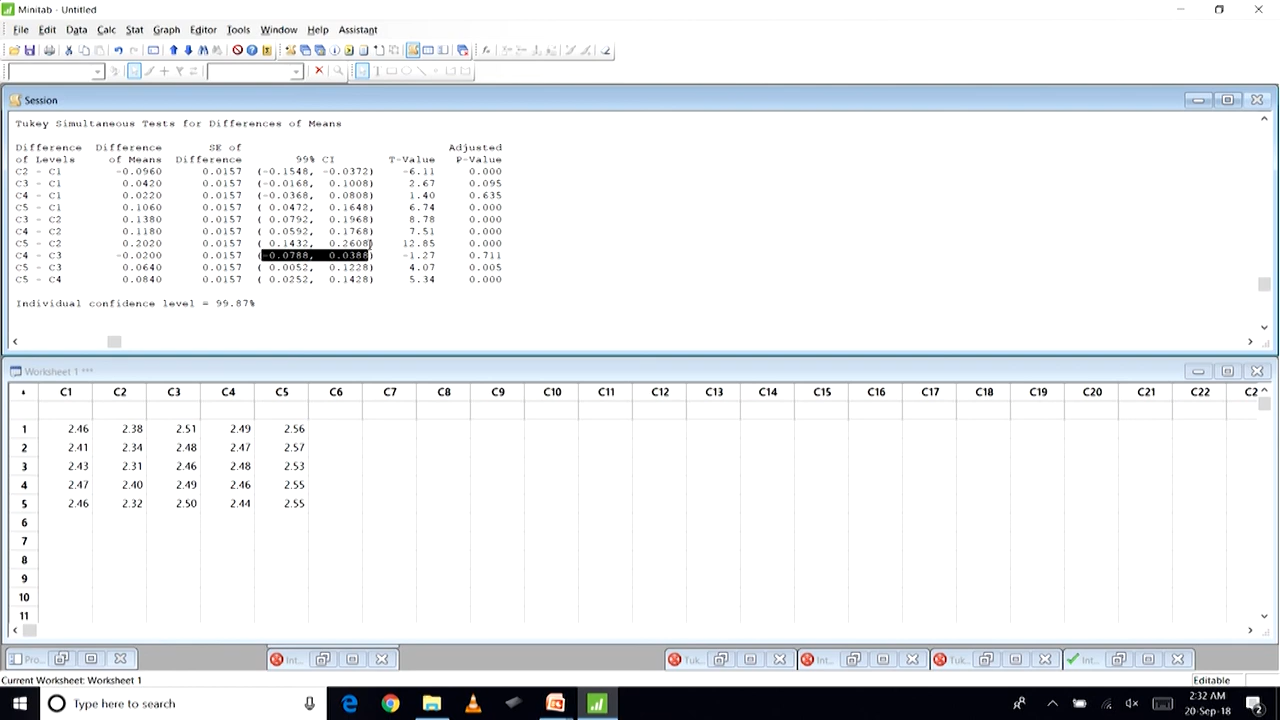 Minitab - Untitled
File Edit Data Calc Stat Graph Editor Tools Window Help Assistant
Session
Tukey Simultaneous Tests for Differences of Means
Difference Difference SE of Adjusted
of Levels of Means Difference 99% CI T-Value P-Value
C2 - C1 -0.0960 0.0157 (-0.1548, -0.0372) -6.11 0.000
C3 - C1 0.0420 0.0157 (-0.0168, 0.1008) 2.67 0.095
C4 - C1 0.0220 0.0157 (-0.0368, 0.0808) 1.40 0.635
C5 - C1 0.1060 0.0157 ( 0.0472, 0.1648) 6.74 0.000
C3 - C2 0.1380 0.0157 ( 0.0792, 0.1968) 8.78 0.000
C4 - C2 0.1180 0.0157 ( 0.0592, 0.1768) 7.51 0.000
C5 - C2 0.2020 0.0157 ( 0.1432, 0.2608) 12.85 0.000
C4 - C3 -0.0200 0.0157 (-0.0788, 0.0388) -1.27 0.711
C5 - C3 0.0640 0.0157 ( 0.0052, 0.1228) 4.07 0.005
C5 - C4 0.0840 0.0157 ( 0.0252, 0.1428) 5.34 0.000
Individual confidence level = 99.87%
Worksheet 1 ***
C1 C2 C3 C4 C5 C6 C7 C8 C9 C10 C11 C12 C13 C14 C15 C16 C17 C18 C19 C20 C21 C22 C2
1 2.46 2.38 2.51 2.49 2.56
2 2.41 2.34 2.48 2.47 2.57
3 2.43 2.31 2.46 2.48 2.53
4 2.47 2.40 2.49 2.46 2.55
5 2.46 2.32 2.50 2.44 2.55
6
7
8
9
10
11
Pro... Int... Tuk... Int... Tuk... Int...
Current Worksheet: Worksheet 1 Editable
Type here to search
2:32 AM
20-Sep-18
2